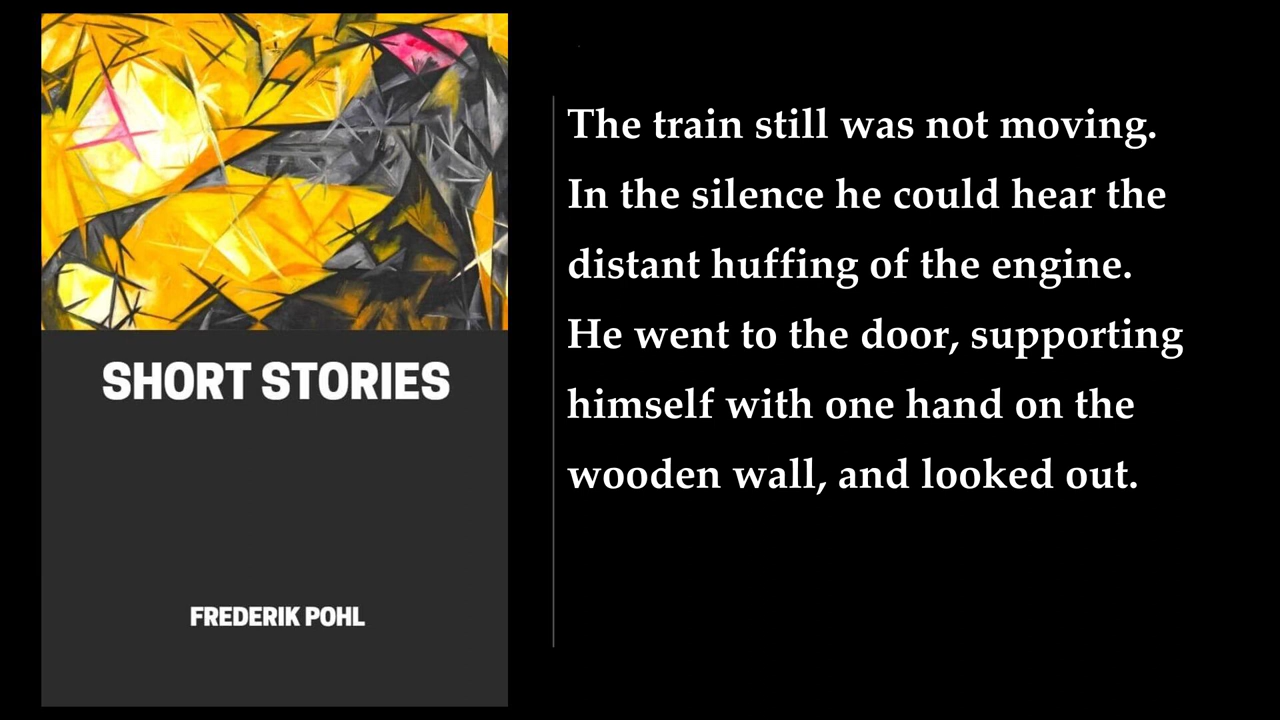 SHORT STORIES
FREDERIK POHL
The train still was not moving.
In the silence he could hear the
distant huffing of the engine.
He went to the door, supporting
himself with one hand on the
wooden wall, and looked out.